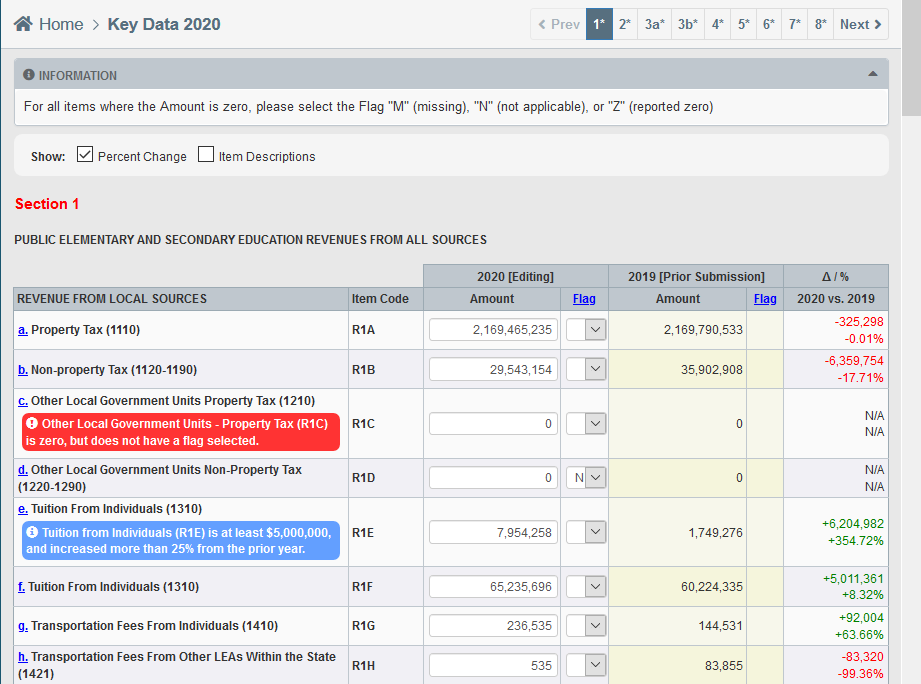 Home > Key Data 2020
Prev 1* 2* 3a* 3b* 4* 5* 6* 7* 8* Next
INFORMATION
For all items where the Amount is zero, please select the Flag "M" (missing), "N" (not applicable), or "Z" (reported zero)
Show: Percent Change Item Descriptions
Section 1
PUBLIC ELEMENTARY AND SECONDARY EDUCATION REVENUES FROM ALL SOURCES
2020 [Editing] 2019 [Prior Submission] Δ / %
REVENUE FROM LOCAL SOURCES Item Code Amount Flag Amount Flag 2020 vs. 2019
a. Property Tax (1110) R1A 2,169,465,235 2,169,790,533 -325,298
-0.01%
b. Non-property Tax (1120-1190) R1B 29,543,154 35,902,908 -6,359,754
-17.71%
c. Other Local Government Units Property Tax (1210)
Other Local Government Units - Property Tax (R1C)
is zero, but does not have a flag selected.
R1C 0 0 N/A
N/A
d. Other Local Government Units Non-Property Tax
(1220-1290)
R1D 0 N 0 N/A
N/A
e. Tuition From Individuals (1310)
Tuition from Individuals (R1E) is at least $5,000,000,
and increased more than 25% from the prior year.
R1E 7,954,258 1,749,276 +6,204,982
+354.72%
f. Tuition From Individuals (1310) R1F 65,235,696 60,224,335 +5,011,361
+8.32%
g. Transportation Fees From Individuals (1410) R1G 236,535 144,531 +92,004
+63.66%
h. Transportation Fees From Other LEAs Within the State
(1421)
R1H 535 83,855 -83,320
-99.36%